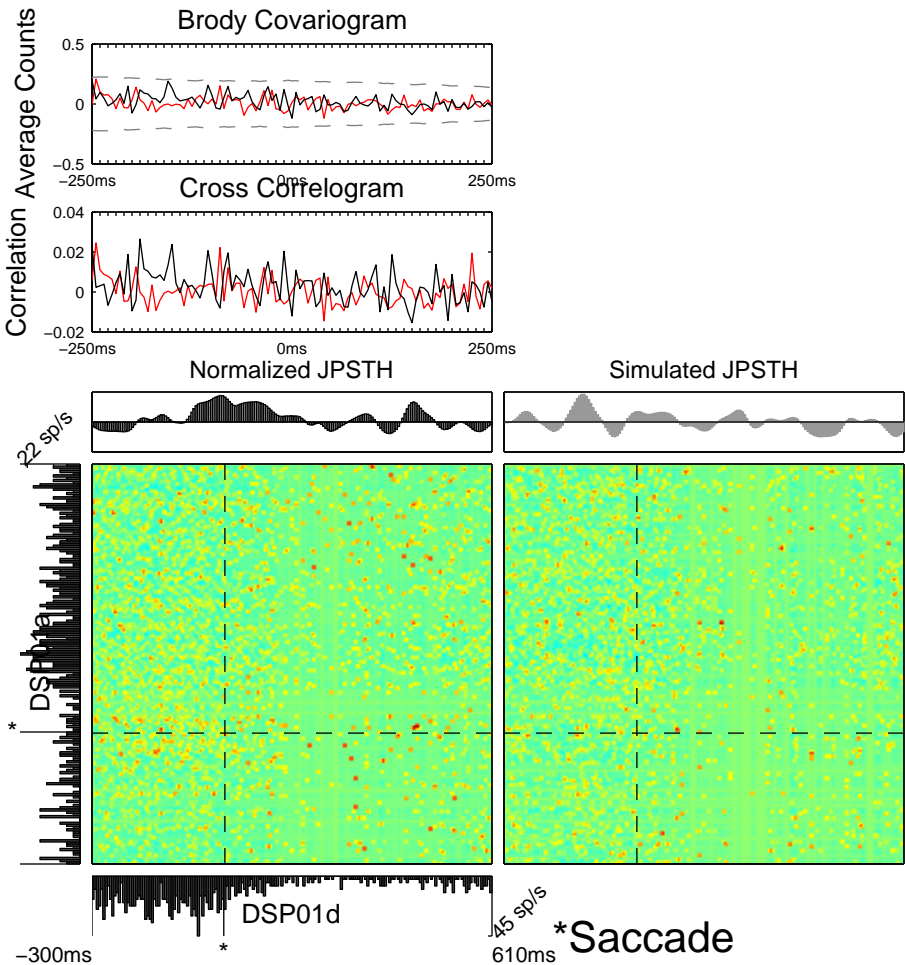 Brody Covariogram
Average Counts
0.5
0
−0.5
−250ms
0ms
250ms
Cross Correlogram
Correlation
0.04
0.02
0
−0.02
−250ms
0ms
250ms
Normalized JPSTH
Simulated JPSTH
22 sp/s
DSP01a
*
DSP01d
45 sp/s
*
−300ms
610ms
*Saccade